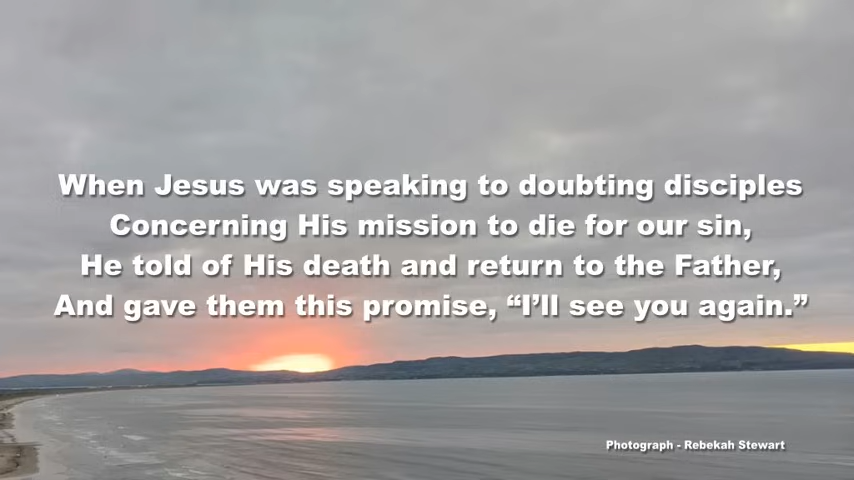 When Jesus was speaking to doubting disciples
Concerning His mission to die for our sin,
He told of His death and return to the Father,
And gave them this promise, “I’ll see you again.”
Photograph - Rebekah Stewart